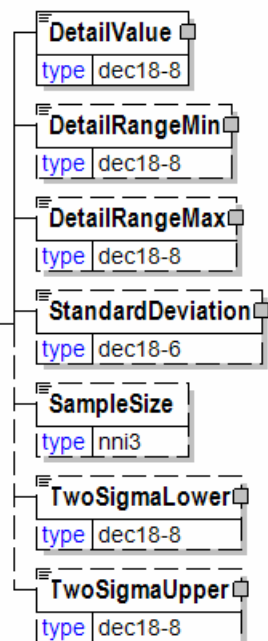 DetailValue
type dec18-8
DetailRangeMin
type dec18-8
DetailRangeMax
type dec18-8
StandardDeviation
type dec18-6
SampleSize
type nni3
TwoSigmaLower
type dec18-8
TwoSigmaUpper
type dec18-8